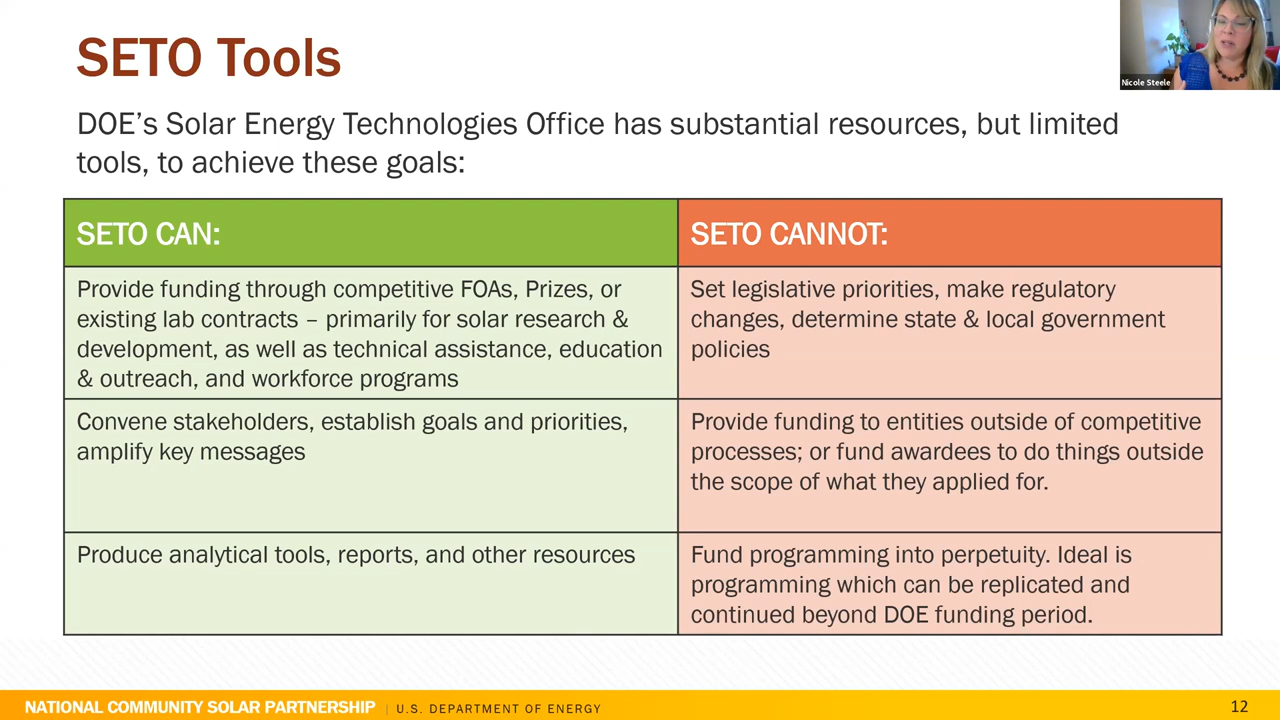 SETO Tools
Nicole Steele
DOE's Solar Energy Technologies Office has substantial resources, but limited
tools, to achieve these goals:
SETO CAN:
SETO CANNOT:
Provide funding through competitive FOAs, Prizes, or
existing lab contracts – primarily for solar research &
development, as well as technical assistance, education
& outreach, and workforce programs
Set legislative priorities, make regulatory
changes, determine state & local government
policies
Convene stakeholders, establish goals and priorities,
amplify key messages
Provide funding to entities outside of competitive
processes; or fund awardees to do things outside
the scope of what they applied for.
Produce analytical tools, reports, and other resources
Fund programming into perpetuity. Ideal is
programming which can be replicated and
continued beyond DOE funding period.
NATIONAL COMMUNITY SOLAR PARTNERSHIP | U.S. DEPARTMENT OF ENERGY
12